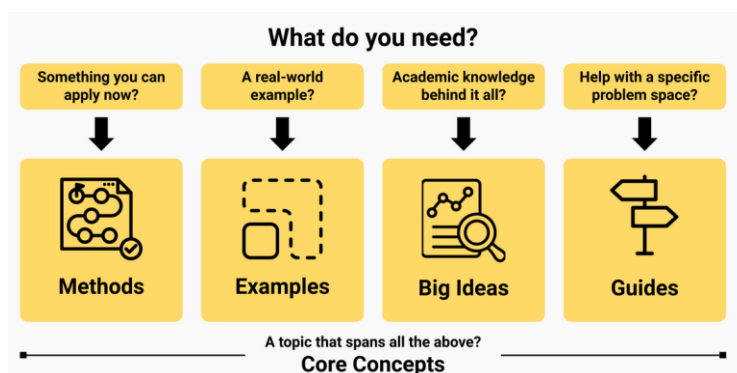 What do you need?
Something you can
apply now?
A real-world
example?
Academic knowledge
behind it all?
Help with a specific
problem space?
Methods
Examples
Big Ideas
Guides
A topic that spans all the above?
Core Concepts